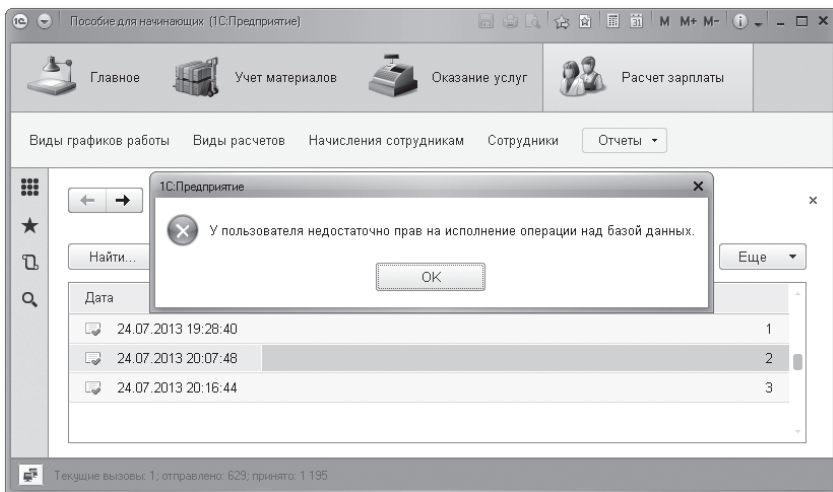 1С Пособие для начинающих (1С:Предприятие) M M+ M-
Главное Учет материалов Оказание услуг Расчет зарплаты
Виды графиков работы Виды расчетов Начисления сотрудникам Сотрудники Отчеты
1С:Предприятие
У пользователя недостаточно прав на исполнение операции над базой данных.
OK
Найти... Еще
Дата
24.07.2013 19:28:40 1
24.07.2013 20:07:48 2
24.07.2013 20:16:44 3
Текущие вызовы: 1; отправлено: 629; принято: 1 195